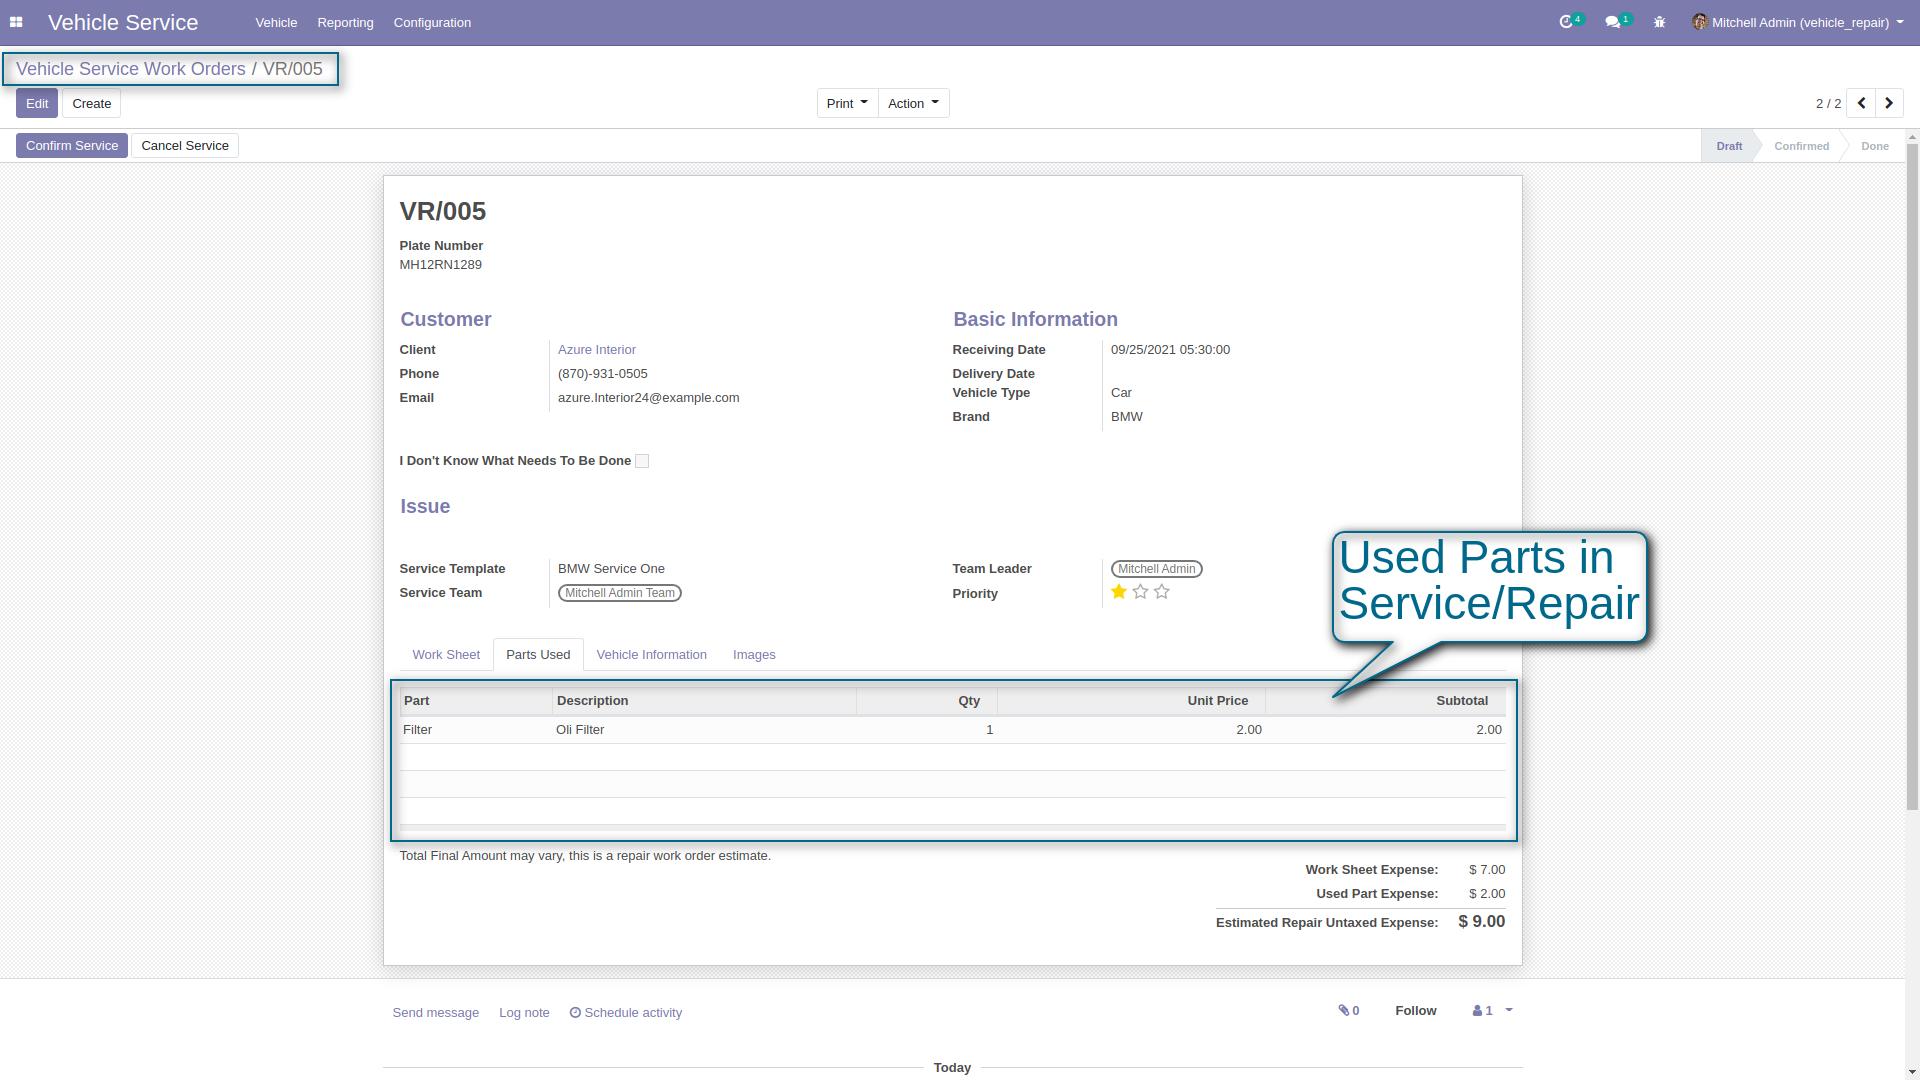 Vehicle Service Vehicle Reporting Configuration 4 1 Mitchell Admin (vehicle_repair)
Vehicle Service Work Orders / VR/005
Edit Create Print Action 2 / 2
Confirm Service Cancel Service Draft Confirmed Done
VR/005
Plate Number
MH12RN1289
Customer Basic Information
Client Azure Interior Receiving Date 09/25/2021 05:30:00
Phone (870)-931-0505 Delivery Date
Vehicle Type Car
Email azure.Interior24@example.com
Brand BMW
I Don't Know What Needs To Be Done
Issue
Used Parts in
Service/Repair
Service Template BMW Service One Team Leader Mitchell Admin
Service Team Mitchell Admin Team Priority
Work Sheet Parts Used Vehicle Information Images
Part Description Qty Unit Price Subtotal
Filter Oli Filter 1 2.00 2.00
Total Final Amount may vary, this is a repair work order estimate.
Work Sheet Expense: $ 7.00
Used Part Expense: $ 2.00
Estimated Repair Untaxed Expense: $ 9.00
Send message Log note Schedule activity 0 Follow 1
Today